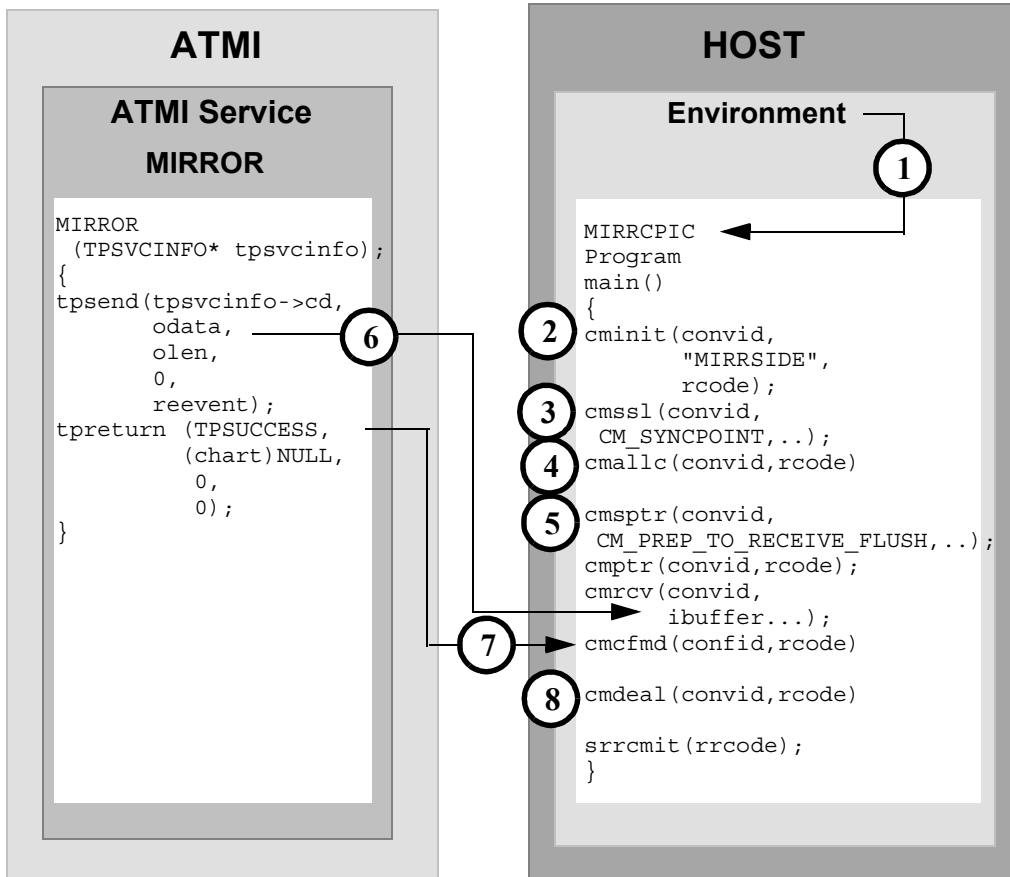 ATMI
ATMI Service
MIRROR
MIRROR
(TPSVCINFO* tpsvcinfo);
{
tpsend(tpsvcinfo->cd,
odata,
olen,
0,
reevent);
tpreturn (TPSUCCESS,
(chart)NULL,
0,
0);
}
6
7
HOST
Environment
1
MIRRCPIC
Program
main()
{
2
cminit(convid,
"MIRRSIDE",
rcode);
3
cmssl(convid,
CM_SYNCPOINT,..);
4
cmallc(convid,rcode)
5
cmsptr(convid,
CM_PREP_TO_RECEIVE_FLUSH,..);
cmptr(convid,rcode);
cmrcv(convid,
ibuffer...);
cmcfmd(confid,rcode)
8
cmdeal(convid,rcode)
srrcmit(rrcode);
}